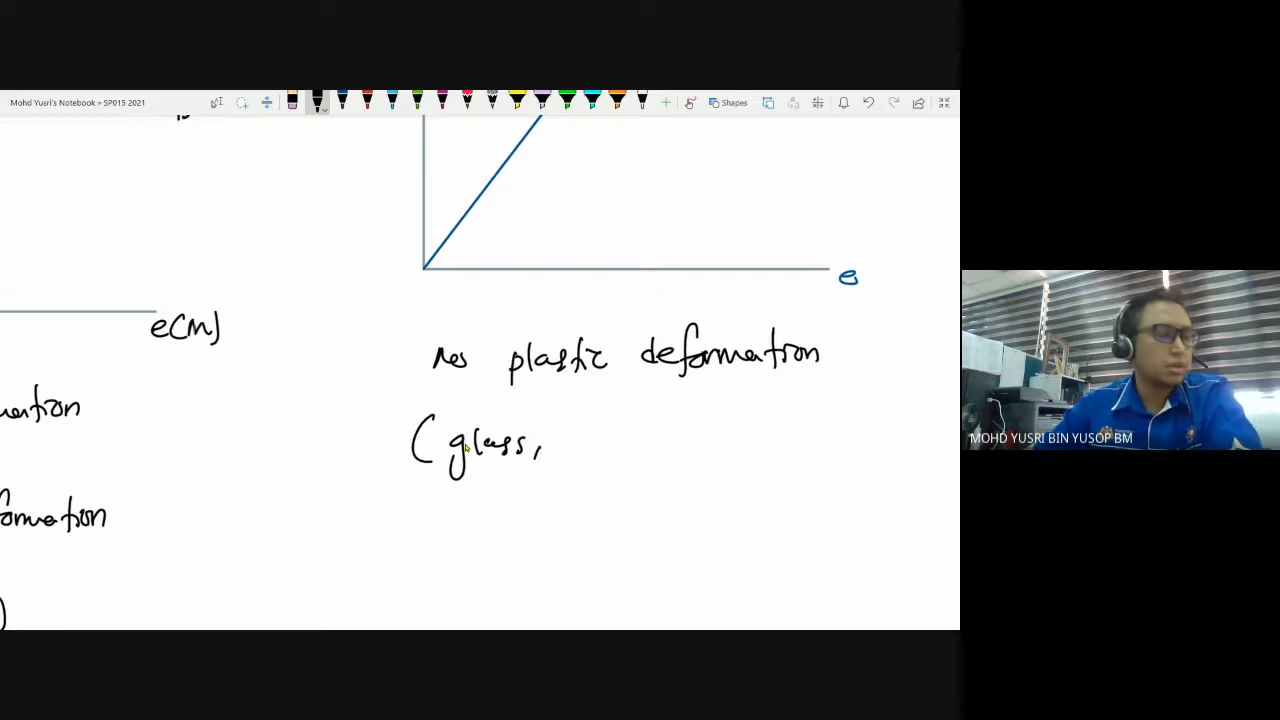 Mohd Yusri's Notebook » SP015 2021
Shapes
e
e(m)
no plastic deformation
(glass,
MOHD YUSRI BIN YUSOP BM
)